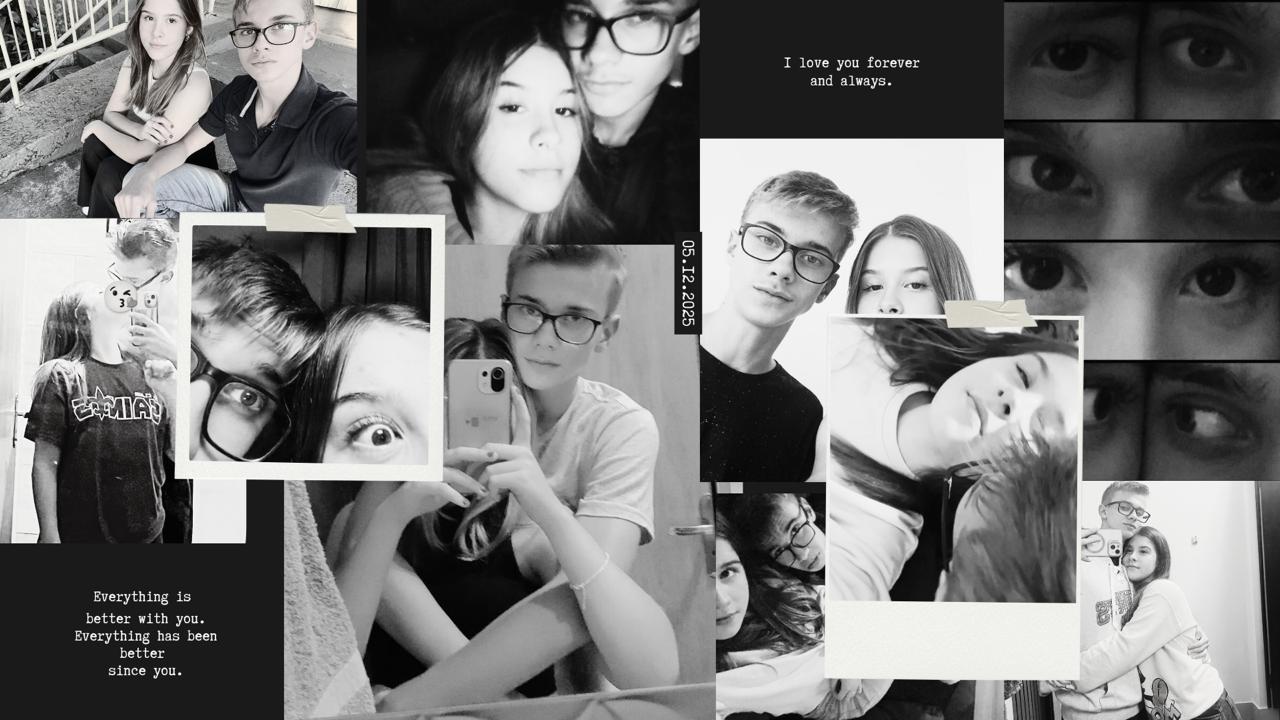 I love you forever
and always.
05.12.2025
Everything is
better with you.
Everything has been
better
since you.